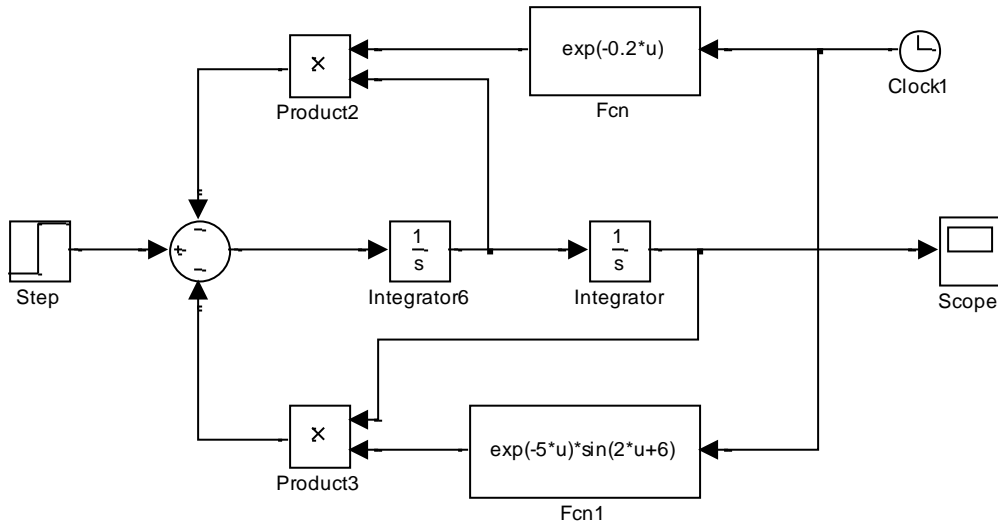 exp(-0.2*u)
×
Product2
Fcn
Clock1
−
+
−
1
s
1
s
Step
Integrator6
Integrator
Scope
×
exp(-5*u)*sin(2*u+6)
Product3
Fcn1